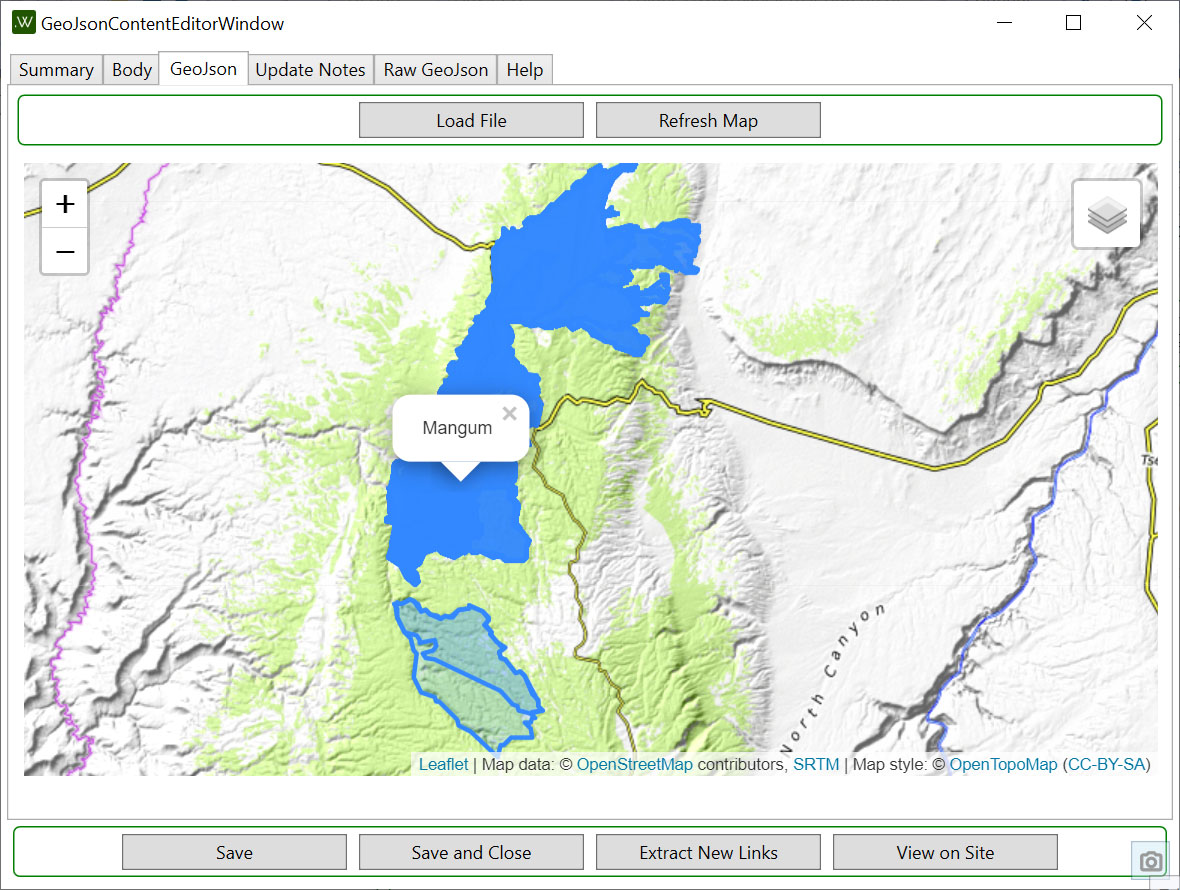 .W GeoJsonContentEditorWindow
Summary Body GeoJson Update Notes Raw GeoJson Help
Load File Refresh Map
+
−
Mangum ×
Tse
North Canyon
Leaflet | Map data: © OpenStreetMap contributors, SRTM | Map style: © OpenTopoMap (CC-BY-SA)
Save Save and Close Extract New Links View on Site